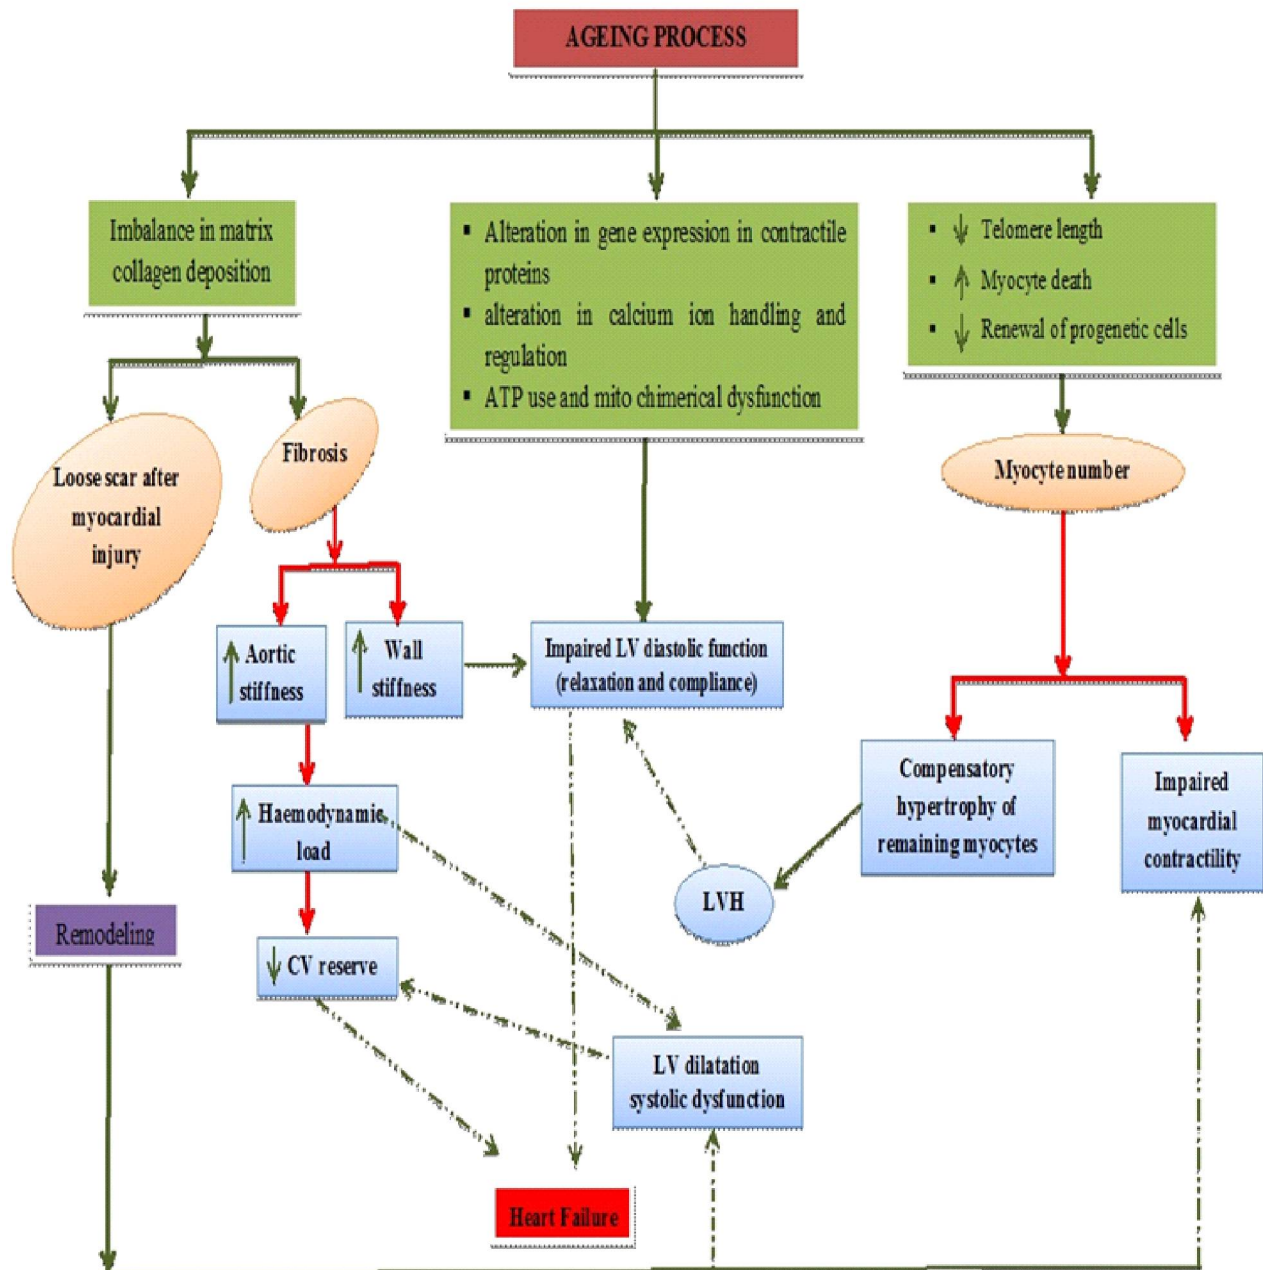 AGEING PROCESS
Imbalance in matrix
collagen deposition
▪ Alteration in gene expression in contractile
proteins
▪ alteration in calcium ion handling and
regulation
▪ ATP use and mito chimerical dysfunction
▪ ↓ Telomere length
▪ ↑ Myocyte death
▪ ↓ Renewal of progenetic cells
Loose scar after
myocardial
injury
Fibrosis
Myocyte number
↑ Aortic
stiffness
↑ Wall
stiffness
Impaired LV diastolic function
(relaxation and compliance)
Compensatory
hypertrophy of
remaining myocytes
Impaired
myocardial
contractility
↑ Haemodynamic
load
LVH
Remodeling
↓ CV reserve
LV dilatation
systolic dysfunction
Heart Failure